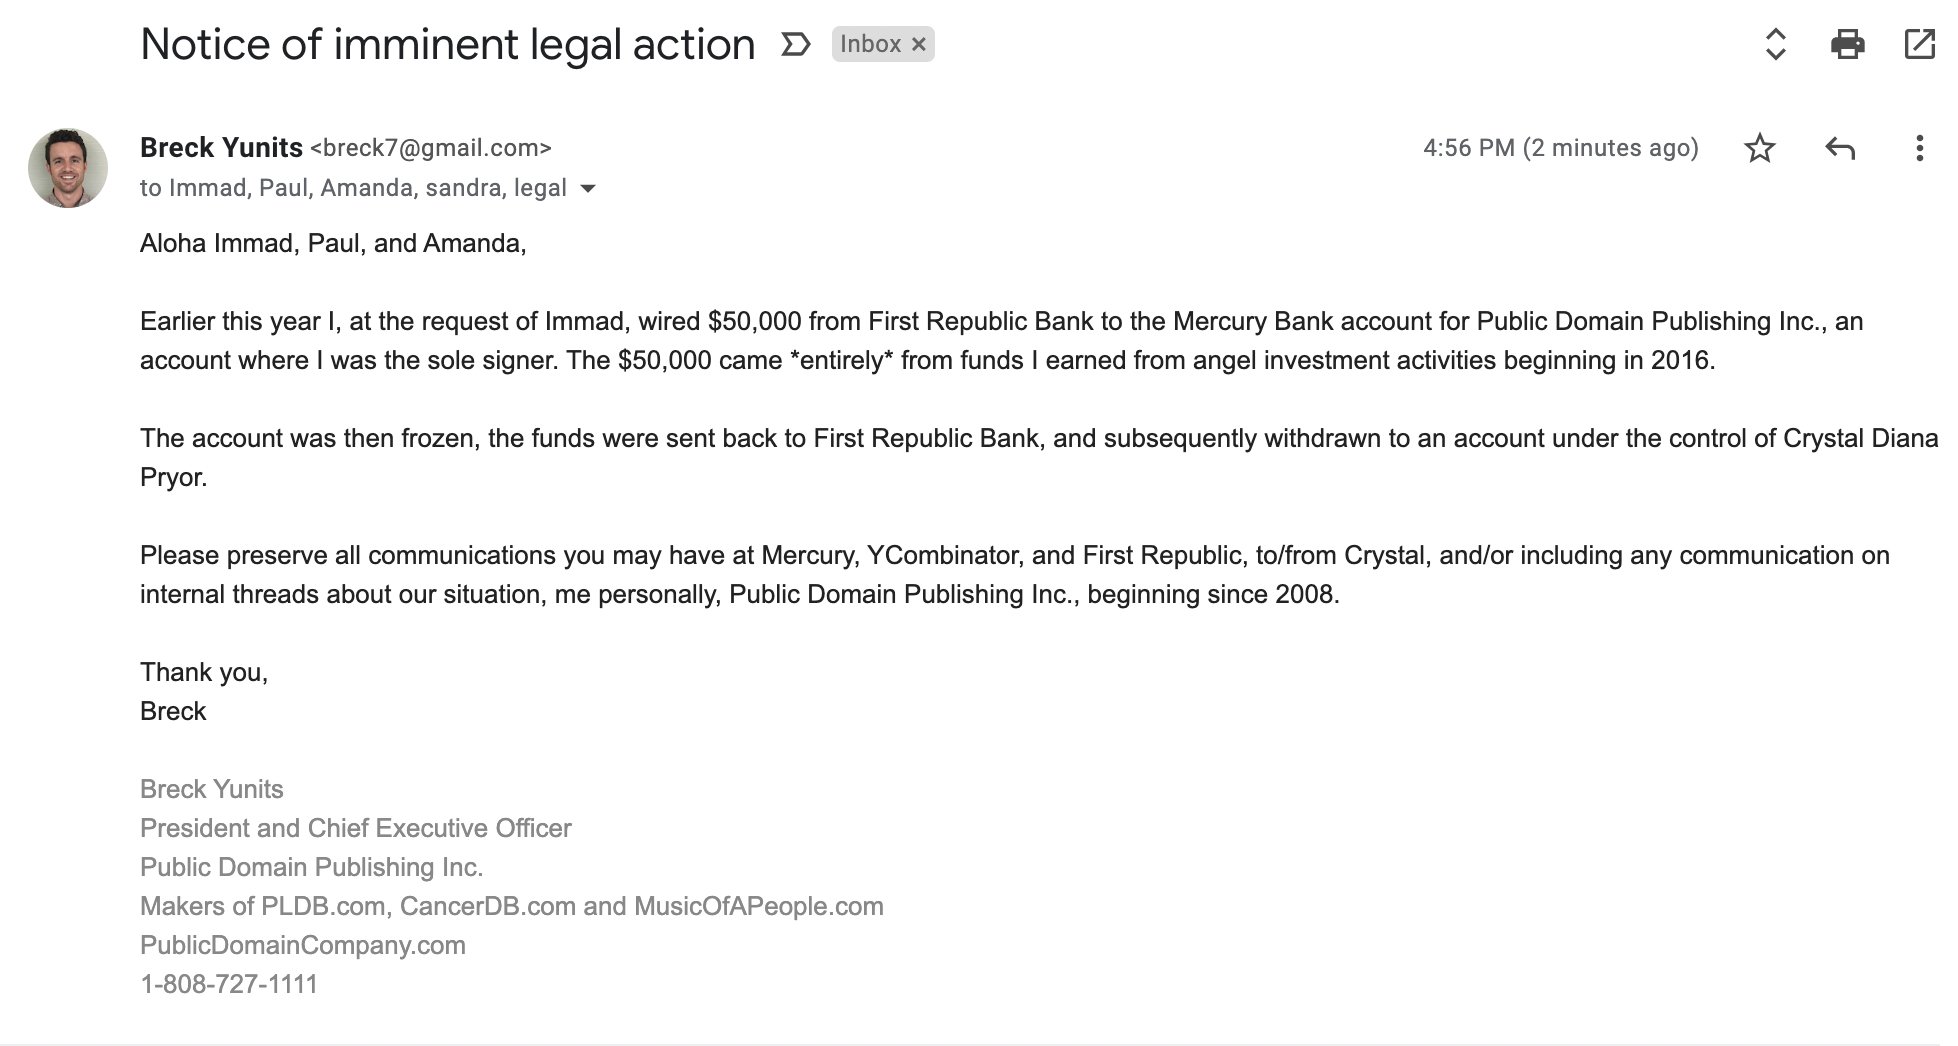 Notice of imminent legal action
Inbox ×
Breck Yunits <breck7@gmail.com>
4:56 PM (2 minutes ago)
to Immad, Paul, Amanda, sandra, legal
Aloha Immad, Paul, and Amanda,
Earlier this year I, at the request of Immad, wired $50,000 from First Republic Bank to the Mercury Bank account for Public Domain Publishing Inc., an
account where I was the sole signer. The $50,000 came *entirely* from funds I earned from angel investment activities beginning in 2016.
The account was then frozen, the funds were sent back to First Republic Bank, and subsequently withdrawn to an account under the control of Crystal Diana
Pryor.
Please preserve all communications you may have at Mercury, YCombinator, and First Republic, to/from Crystal, and/or including any communication on
internal threads about our situation, me personally, Public Domain Publishing Inc., beginning since 2008.
Thank you,
Breck
Breck Yunits
President and Chief Executive Officer
Public Domain Publishing Inc.
Makers of PLDB.com, CancerDB.com and MusicOfAPeople.com
PublicDomainCompany.com
1-808-727-1111